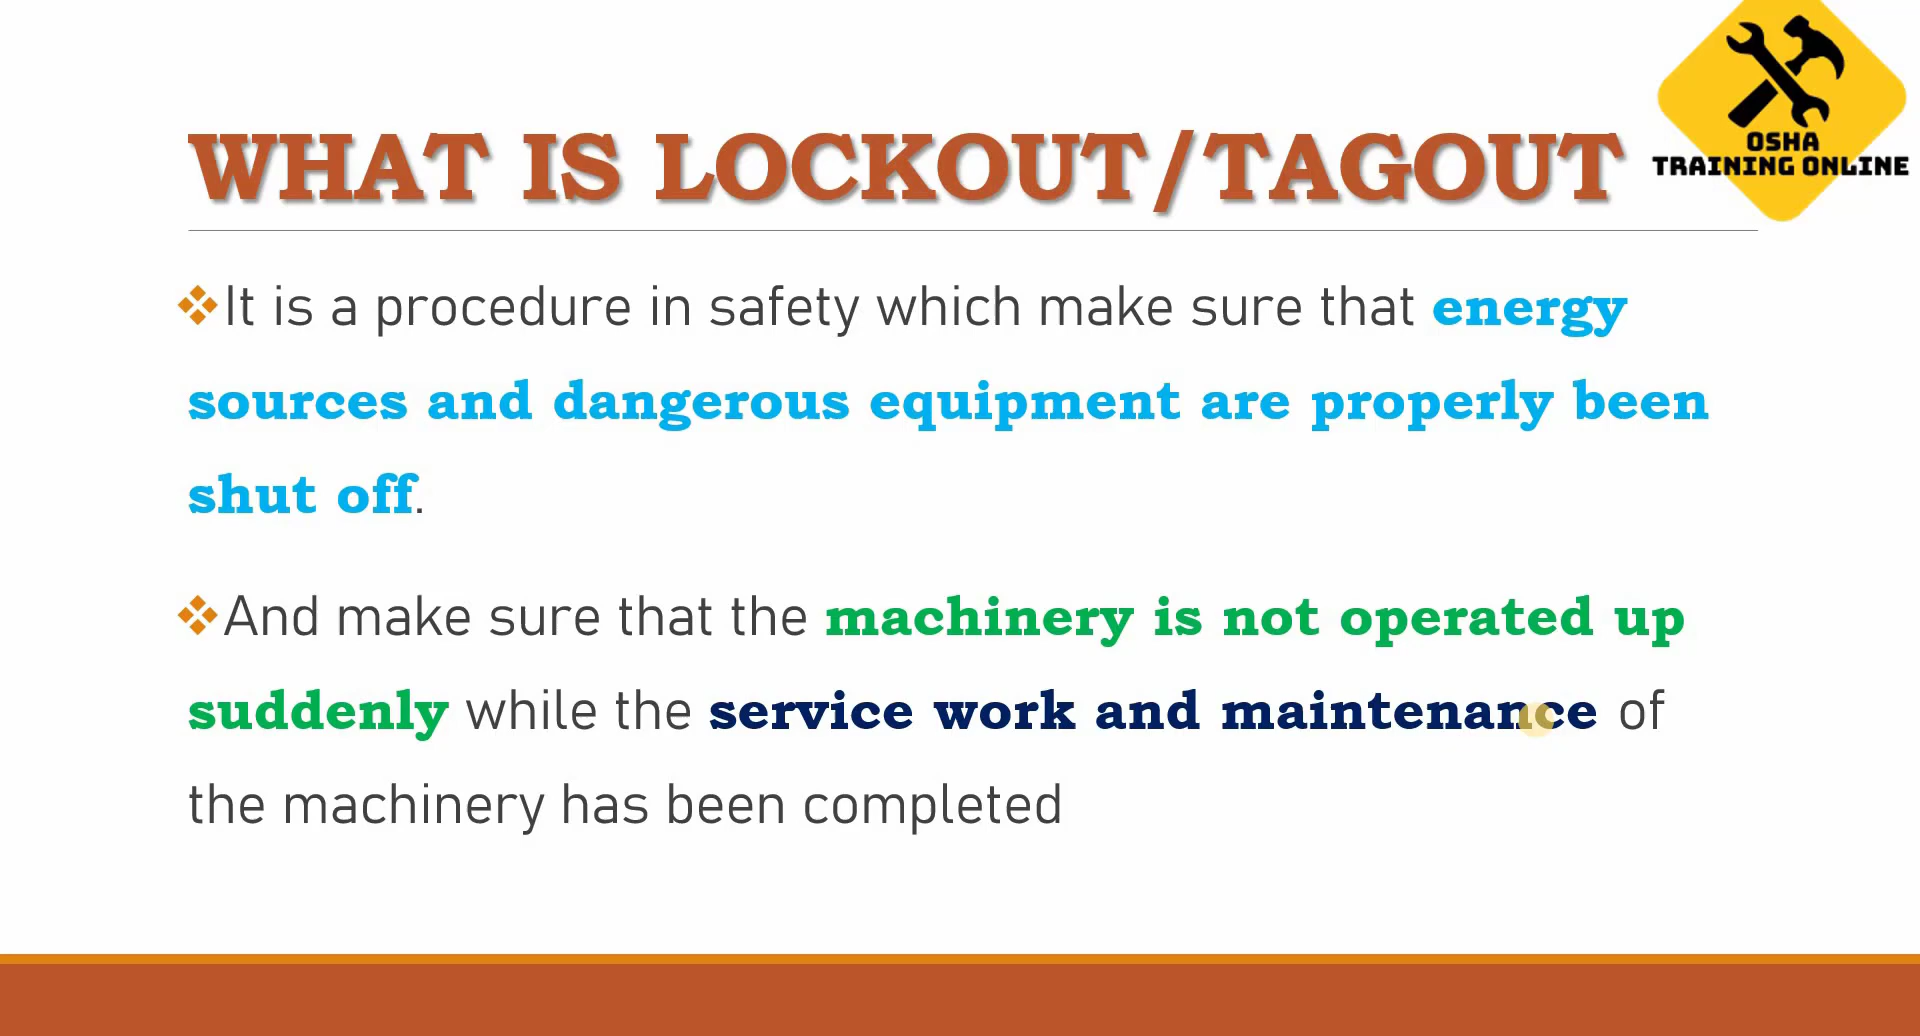 WHAT IS LOCKOUT/TAGOUT
OSHA
TRAINING ONLINE
❖It is a procedure in safety which make sure that energy
sources and dangerous equipment are properly been
shut off.
❖And make sure that the machinery is not operated up
suddenly while the service work and maintenance of
the machinery has been completed